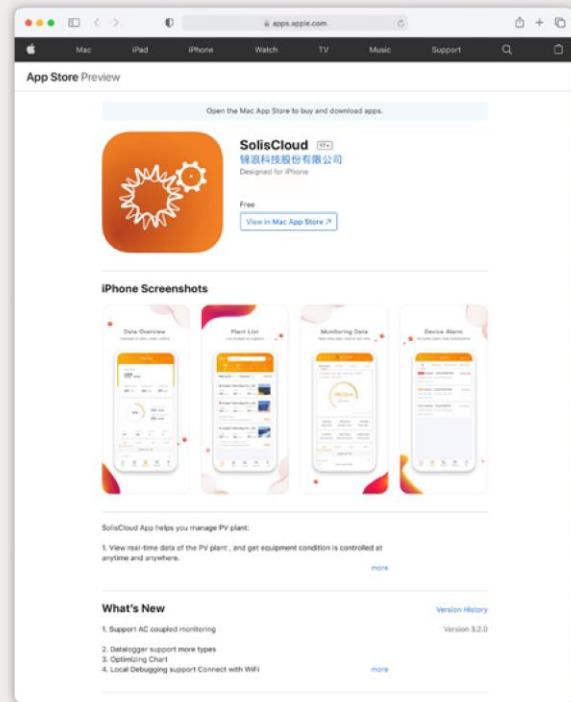 apps.apple.com
Mac iPad iPhone Watch TV Music Support
App Store Preview
Open the Mac App Store to buy and download apps.
SolisCloud 17+
锦浪科技股份有限公司
Designed for iPhone
Free
View in Mac App Store ↗
iPhone Screenshots
Data Overview
Plant List
Monitoring Data
Device Alarm
SolisCloud App helps you manage PV plant:
1. View real-time data of the PV plant , and get equipment condition is controlled at
anytime and anywhere.
more
What's New
Version History
1. Support AC coupled monitoring
Version 3.2.0
2. Datalogger support more types
3. Optimizing Chart
4. Local Debugging support Connect with WiFi
more